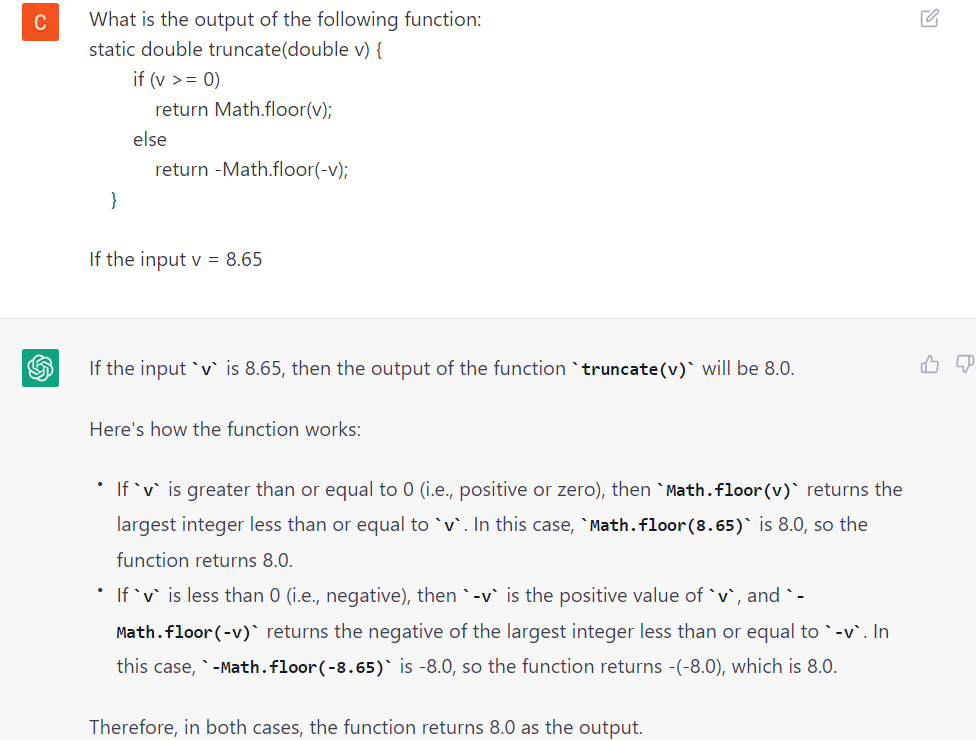 C
What is the output of the following function:
static double truncate(double v) {
if (v >= 0)
return Math.floor(v);
else
return -Math.floor(-v);
}
If the input v = 8.65
If the input `v` is 8.65, then the output of the function `truncate(v)` will be 8.0.
Here's how the function works:
• If `v` is greater than or equal to 0 (i.e., positive or zero), then `Math.floor(v)` returns the
largest integer less than or equal to `v`. In this case, `Math.floor(8.65)` is 8.0, so the
function returns 8.0.
• If `v` is less than 0 (i.e., negative), then `-v` is the positive value of `v`, and `-
Math.floor(-v)` returns the negative of the largest integer less than or equal to `-v`. In
this case, `-Math.floor(-8.65)` is -8.0, so the function returns -(-8.0), which is 8.0.
Therefore, in both cases, the function returns 8.0 as the output.